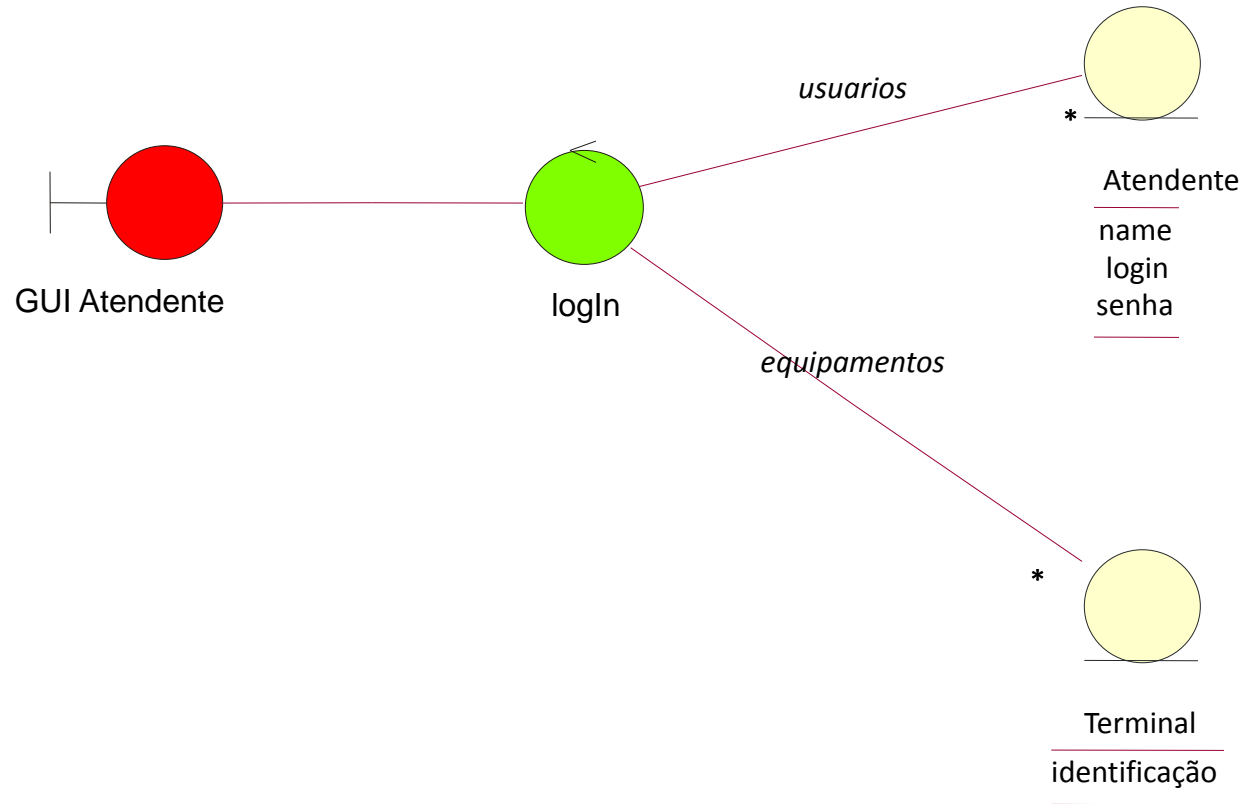 usuarios
*
Atendente
name
login
senha
GUI Atendente
logIn
equipamentos
*
Terminal
identificação